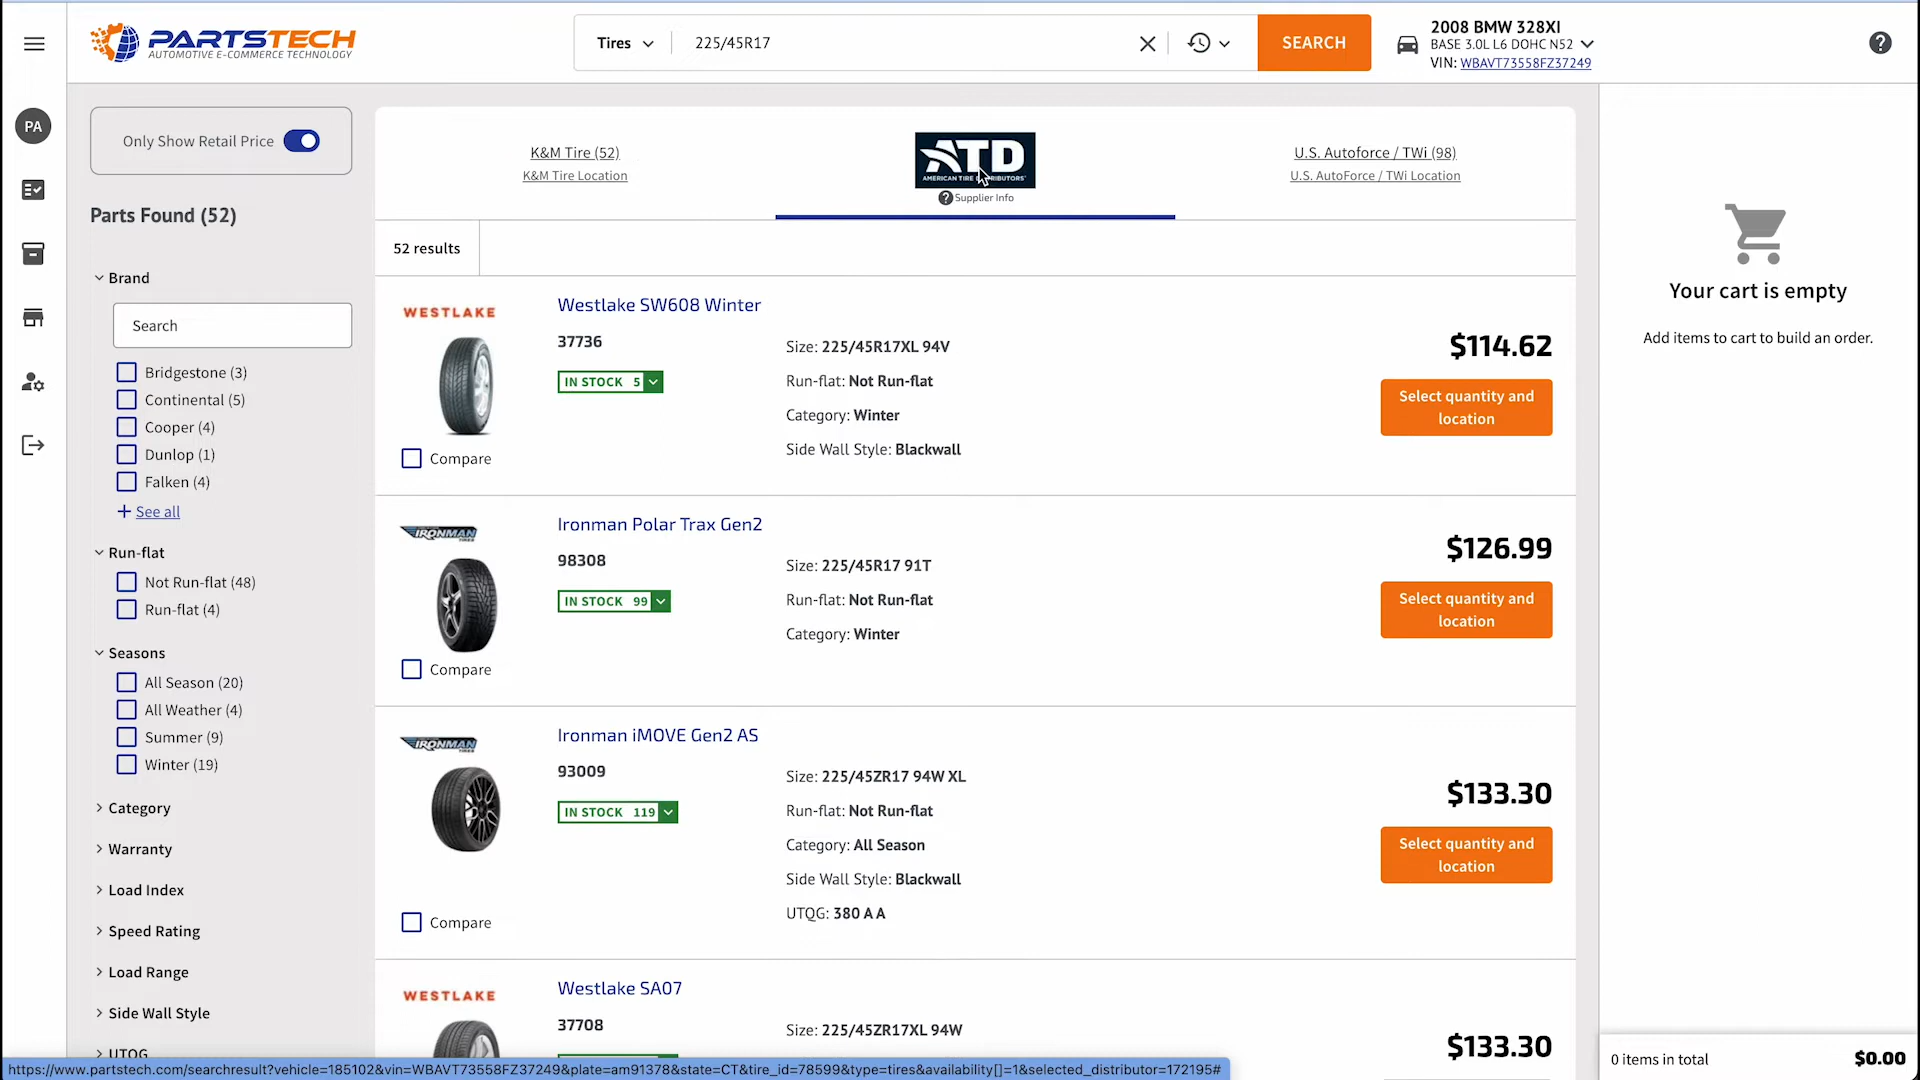 PARTSTECH
AUTOMOTIVE E-COMMERCE TECHNOLOGY
Tires
225/45R17
SEARCH
2008 BMW 328XI
BASE 3.0L L6 DOHC N52
VIN: WBAVT73558FZ37249
PA
Only Show Retail Price
Parts Found (52)
Brand
Search
Bridgestone (3)
Continental (5)
Cooper (4)
Dunlop (1)
Falken (4)
+ See all
Run-flat
Not Run-flat (48)
Run-flat (4)
Seasons
All Season (20)
All Weather (4)
Summer (9)
Winter (19)
Category
Warranty
Load Index
Speed Rating
Load Range
Side Wall Style
UTQG
K&M Tire (52)
K&M Tire Location
ATD
AMERICAN TIRE DISTRIBUTORS
Supplier Info
U.S. Autoforce / TWi (98)
U.S. AutoForce / TWi Location
52 results
WESTLAKE
Westlake SW608 Winter
37736
IN STOCK 5
Compare
Size: 225/45R17XL 94V
Run-flat: Not Run-flat
Category: Winter
Side Wall Style: Blackwall
$114.62
Select quantity and
location
IRONMAN
TIRES
Ironman Polar Trax Gen2
98308
IN STOCK 99
Compare
Size: 225/45R17 91T
Run-flat: Not Run-flat
Category: Winter
$126.99
Select quantity and
location
IRONMAN
TIRES
Ironman iMOVE Gen2 AS
93009
IN STOCK 119
Compare
Size: 225/45ZR17 94W XL
Run-flat: Not Run-flat
Category: All Season
Side Wall Style: Blackwall
UTQG: 380 A A
$133.30
Select quantity and
location
WESTLAKE
Westlake SA07
37708
Size: 225/45ZR17XL 94W
$133.30
Your cart is empty
Add items to cart to build an order.
0 items in total
$0.00
https://www.partstech.com/searchresult?vehicle=185102&vin=WBAVT73558FZ37249&plate=am91378&state=CT&tire_id=78599&type=tires&availability[]=1&selected_distributor=172195#